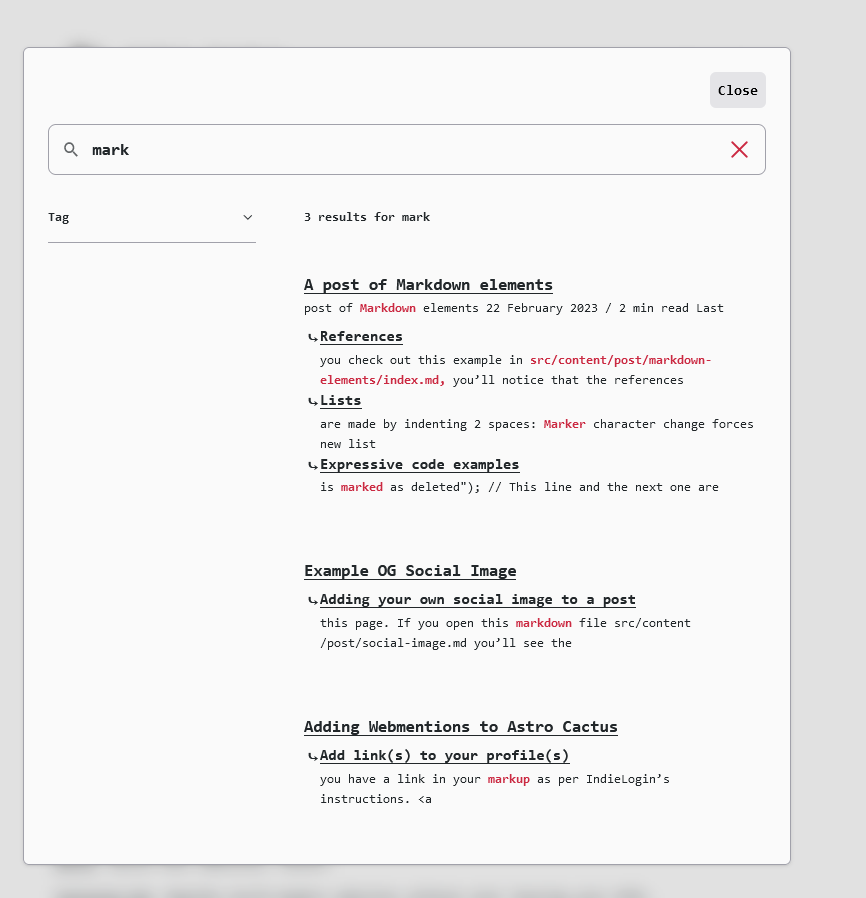 Close
mark
Tag
3 results for mark
A post of Markdown elements
post of Markdown elements 22 February 2023 / 2 min read Last
References
you check out this example in src/content/post/markdown-
elements/index.md, you’ll notice that the references
Lists
are made by indenting 2 spaces: Marker character change forces
new list
Expressive code examples
is marked as deleted"); // This line and the next one are
Example OG Social Image
Adding your own social image to a post
this page. If you open this markdown file src/content
/post/social-image.md you’ll see the
Adding Webmentions to Astro Cactus
Add link(s) to your profile(s)
you have a link in your markup as per IndieLogin’s
instructions. <a